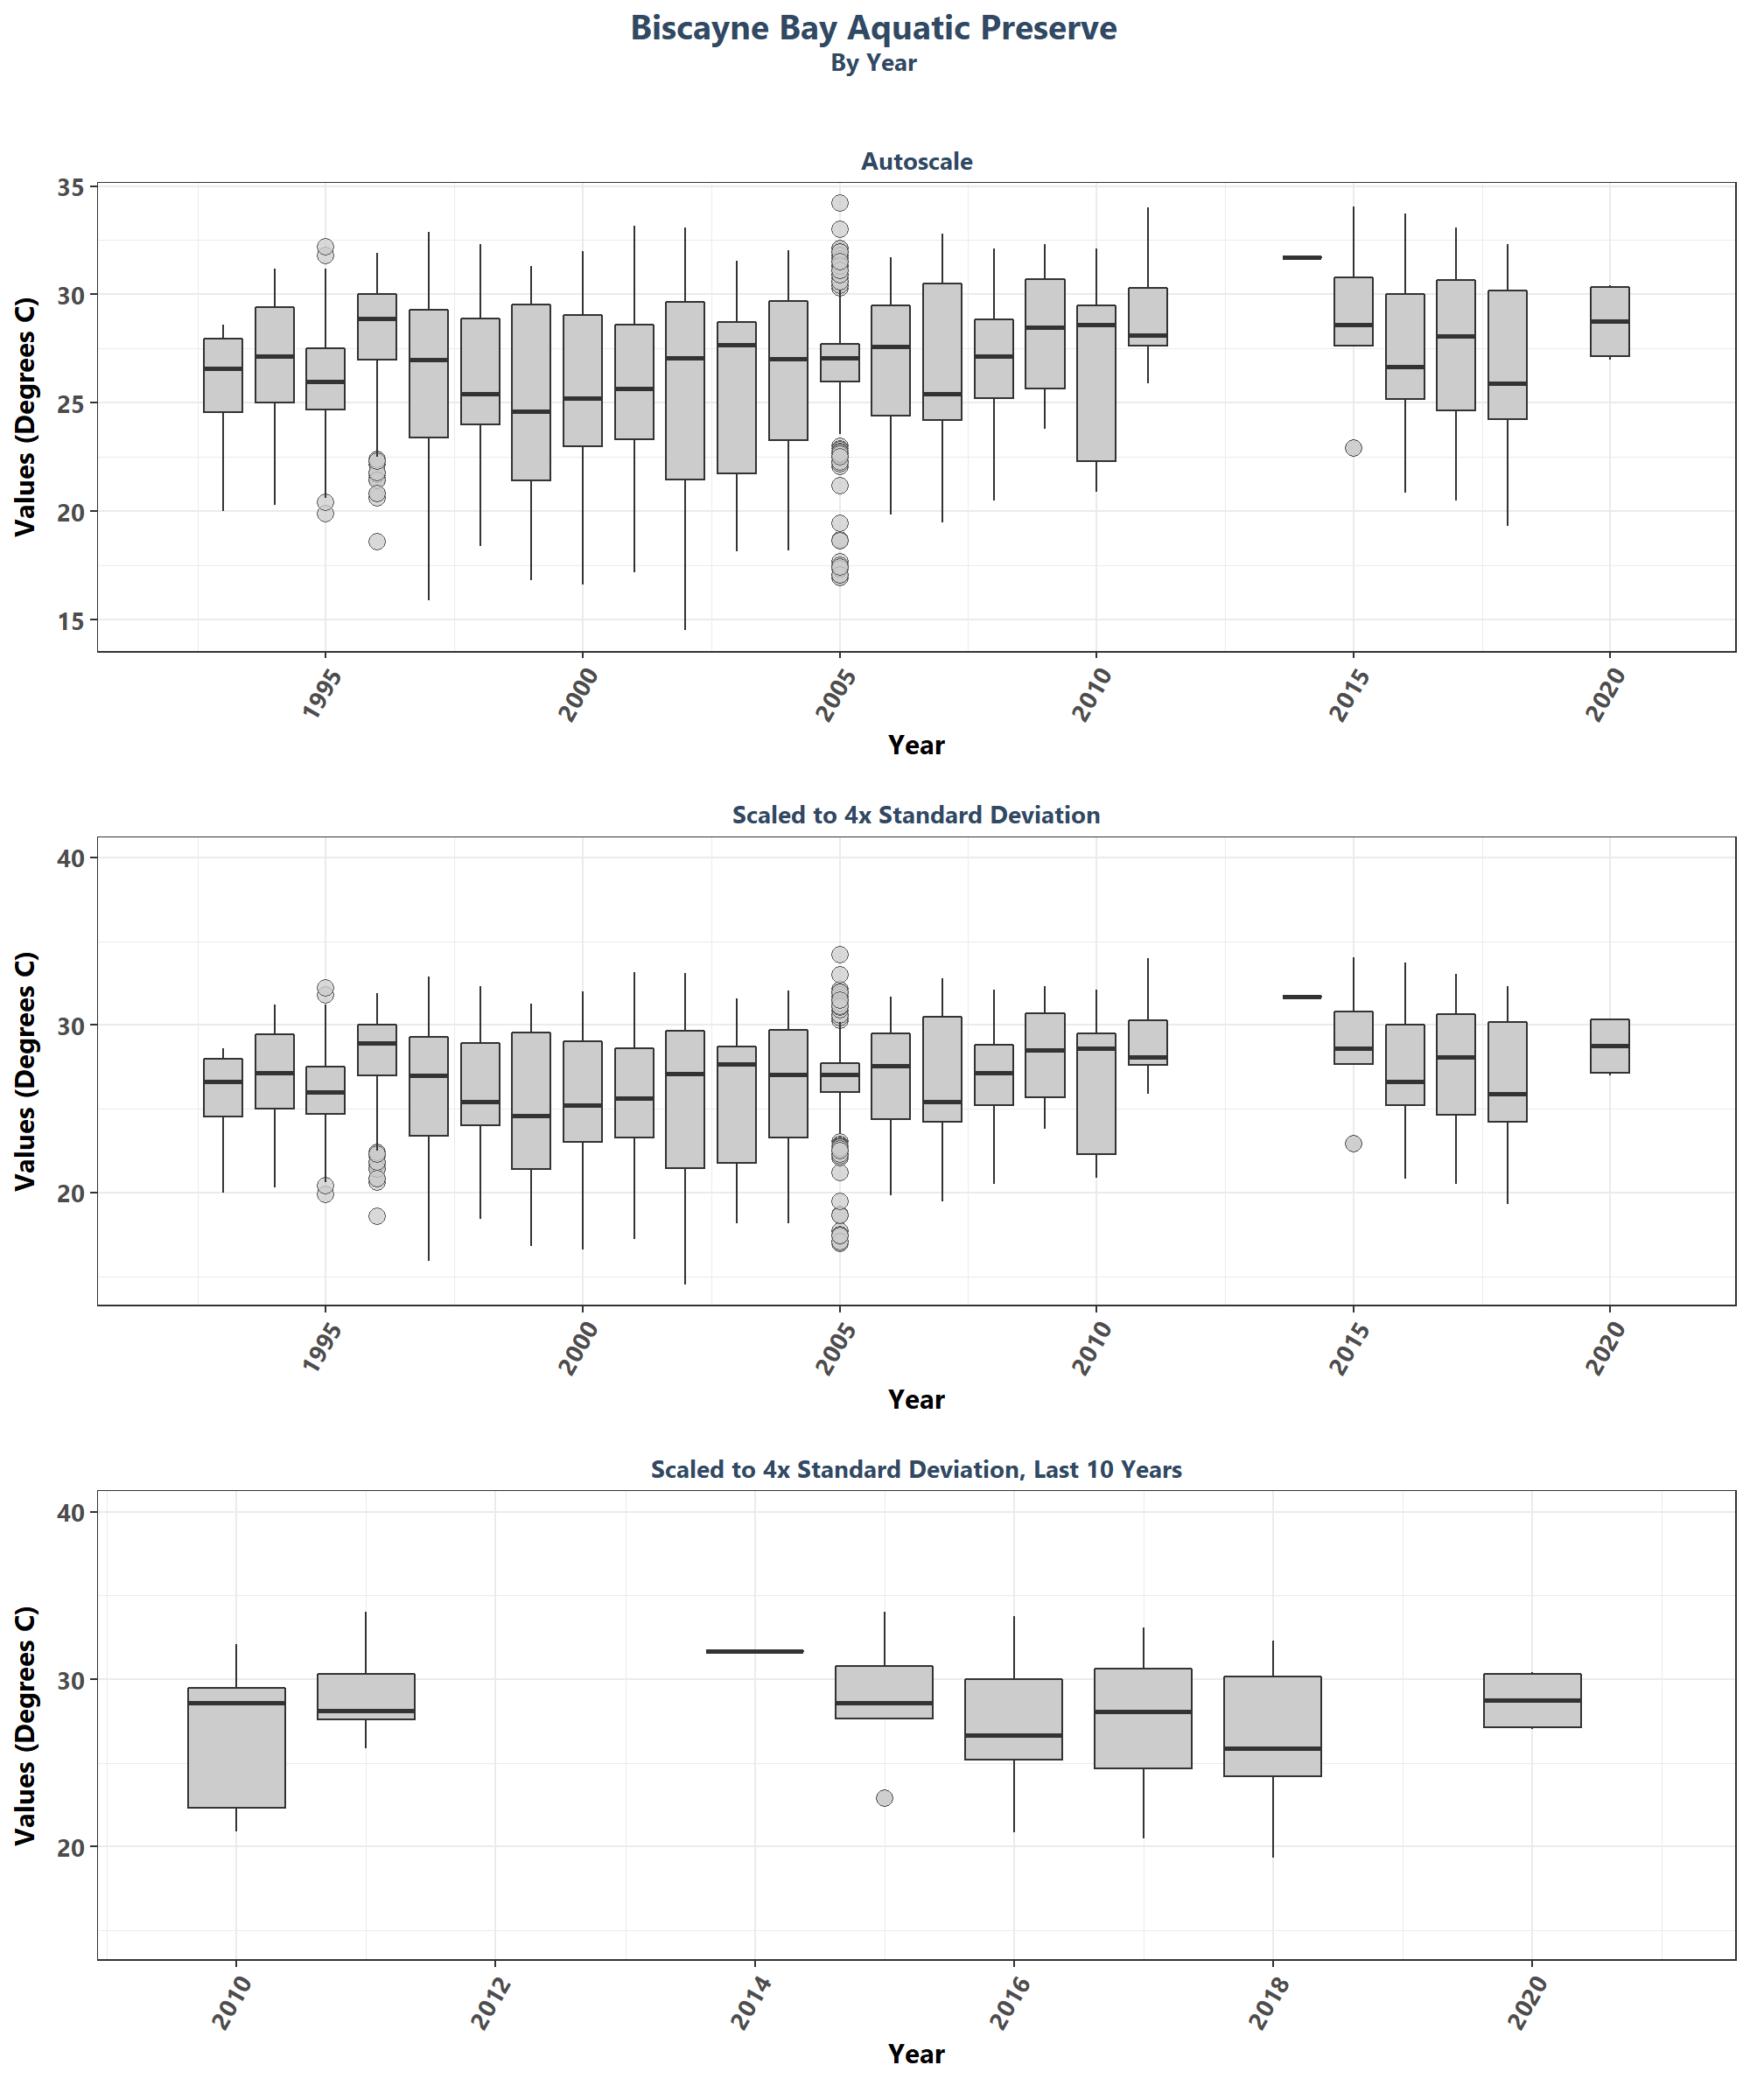 Biscayne Bay Aquatic Preserve
By Year
Autoscale
Values (Degrees C)
35
30
25
20
15
1995
2000
2005
2010
2015
2020
Year
Scaled to 4x Standard Deviation
Values (Degrees C)
40
30
20
1995
2000
2005
2010
2015
2020
Year
Scaled to 4x Standard Deviation, Last 10 Years
Values (Degrees C)
40
30
20
2010
2012
2014
2016
2018
2020
Year